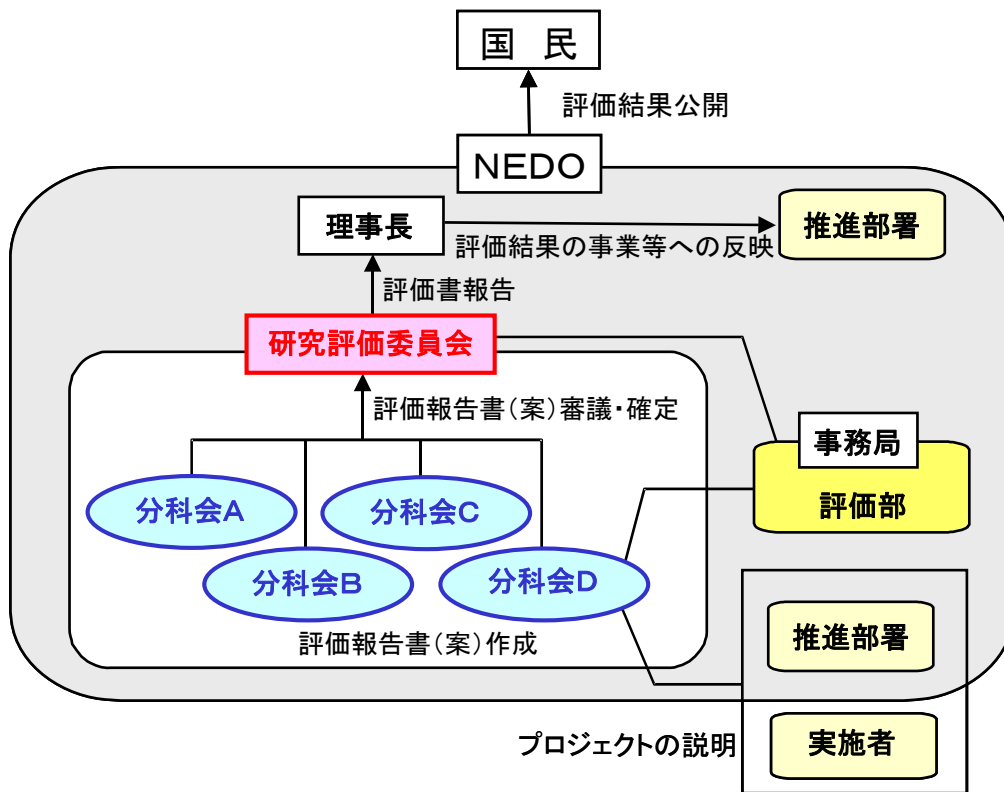 国　民
評価結果公開
ＮＥＤＯ
理事長
推進部署
評価結果の事業等への反映
評価書報告
研究評価委員会
評価報告書（案）審議・確定
事務局
評価部
分科会Ａ
分科会Ｃ
分科会Ｂ
分科会Ｄ
評価報告書（案）作成
推進部署
プロジェクトの説明
実施者